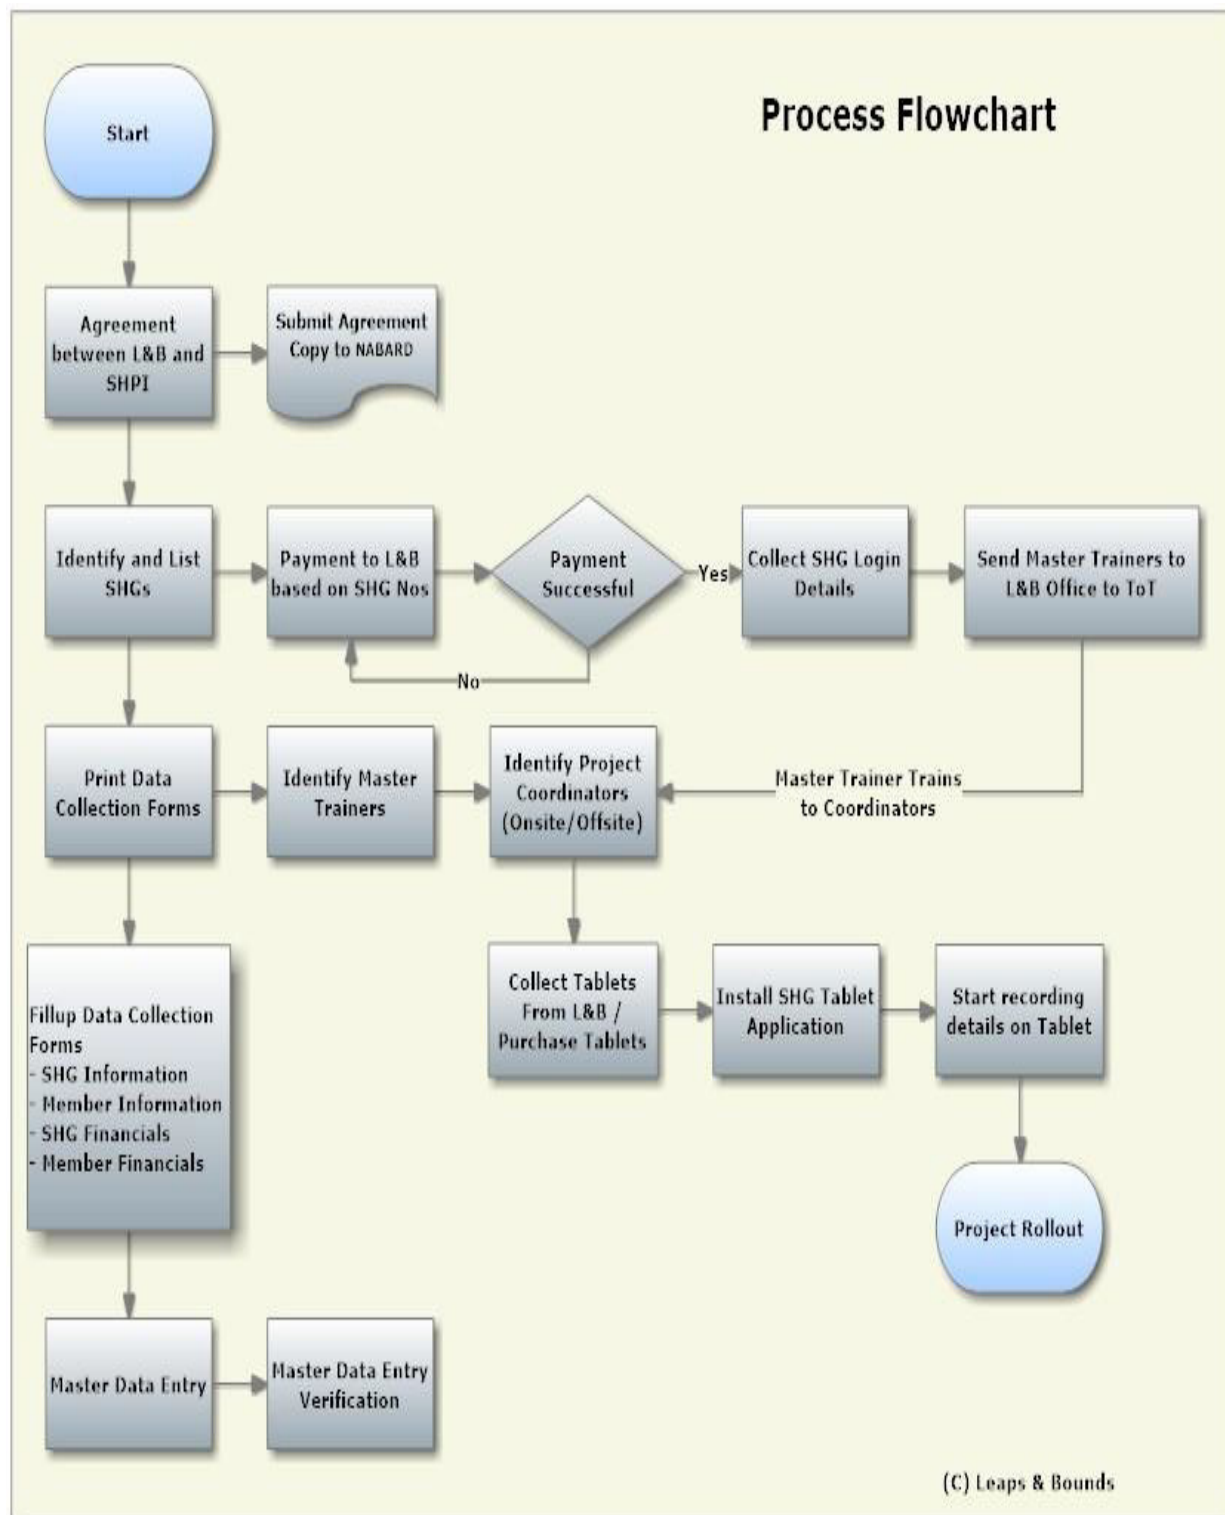 Process Flowchart
Start
Agreement
between L&B and
SHPI
Submit Agreement
Copy to NABARD
Identify and List
SHGs
Payment to L&B
based on SHG Nos
Payment
Successful
Yes
No
Collect SHG Login
Details
Send Master Trainers to
L&B Office to ToT
Print Data
Collection Forms
Identify Master
Trainers
Identify Project
Coordinators
(Onsite/Offsite)
Master Trainer Trains
to Coordinators
Fillup Data Collection
Forms
- SHG Information
- Member Information
- SHG Financials
- Member Financials
Collect Tablets
From L&B /
Purchase Tablets
Install SHG Tablet
Application
Start recording
details on Tablet
Project Rollout
Master Data Entry
Master Data Entry
Verification
(C) Leaps & Bounds